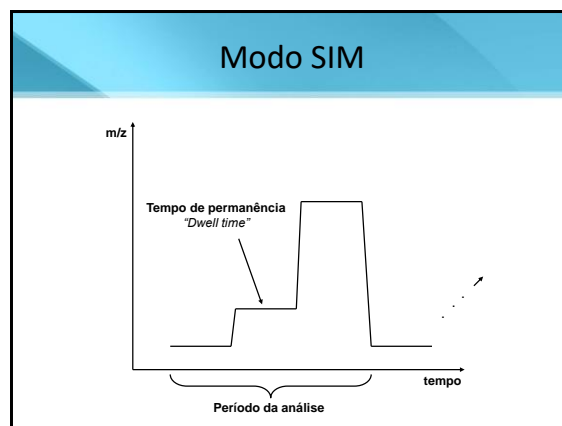 Modo SIM
m/z
Tempo de permanência
“Dwell time”
tempo
Período da análise